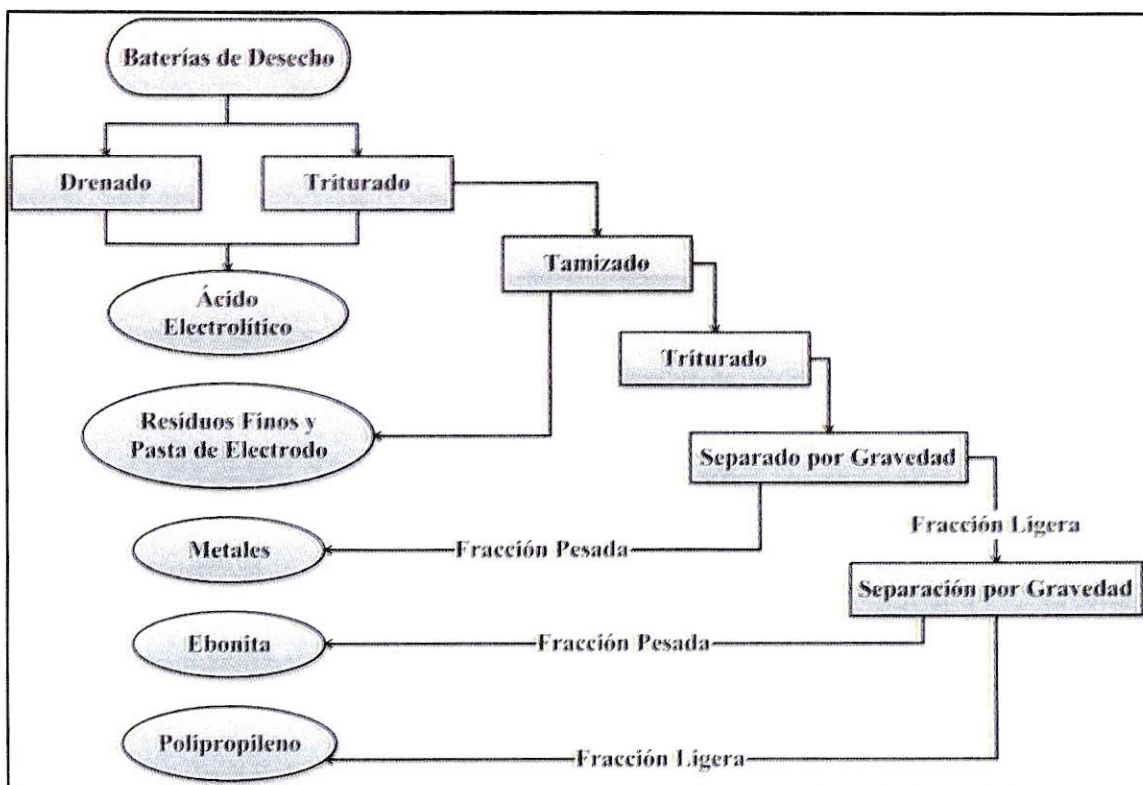 Baterías de Desecho
Drenado
Triturado
Tamizado
Ácido
Electrolítico
Triturado
Resíduos Finos y
Pasta de Electrodo
Separado por Gravedad
Fracción Ligera
Metales
Fracción Pesada
Separación por Gravedad
Ebonita
Fracción Pesada
Polipropileno
Fracción Ligera